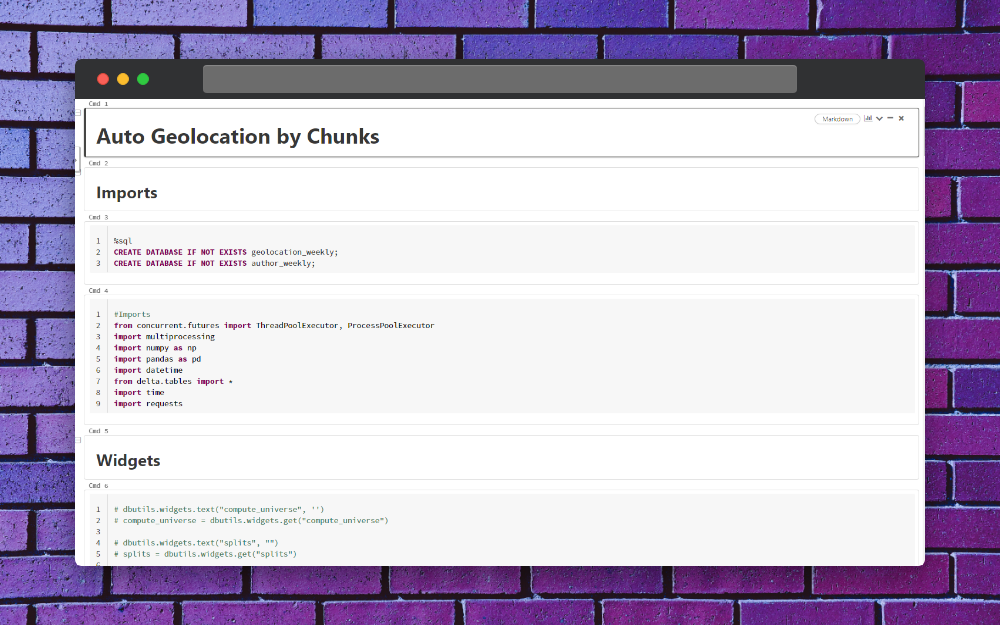 Cmd 1
Markdown
Auto Geolocation by Chunks
Cmd 2
Imports
Cmd 3
1 %sql
2 CREATE DATABASE IF NOT EXISTS geolocation_weekly;
3 CREATE DATABASE IF NOT EXISTS author_weekly;
Cmd 4
1 #Imports
2 from concurrent.futures import ThreadPoolExecutor, ProcessPoolExecutor
3 import multiprocessing
4 import numpy as np
5 import pandas as pd
6 import datetime
7 from delta.tables import *
8 import time
9 import requests
Cmd 5
Widgets
Cmd 6
1 # dbutils.widgets.text("compute_universe", '')
2 # compute_universe = dbutils.widgets.get("compute_universe")
3
4 # dbutils.widgets.text("splits", "")
5 # splits = dbutils.widgets.get("splits")
6